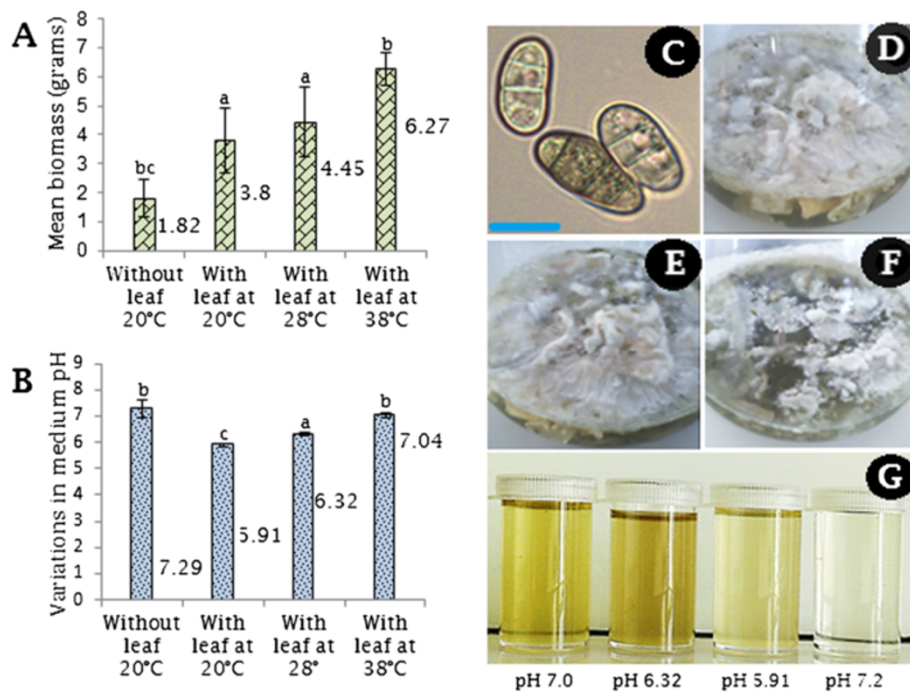 A
Mean biomass (grams)
8
7
6
5
4
3
2
1
0
bc
a
a
b
1.82
3.8
4.45
6.27
Without leaf 20°C
With leaf at 20°C
With leaf at 28°C
With leaf at 38°C
B
Variations in medium pH
9
8
7
6
5
4
3
2
1
0
b
c
a
b
7.29
5.91
6.32
7.04
Without leaf 20°C
With leaf at 20°C
With leaf at 28°
With leaf at 38°C
C
D
E
F
G
pH 7.0
pH 6.32
pH 5.91
pH 7.2